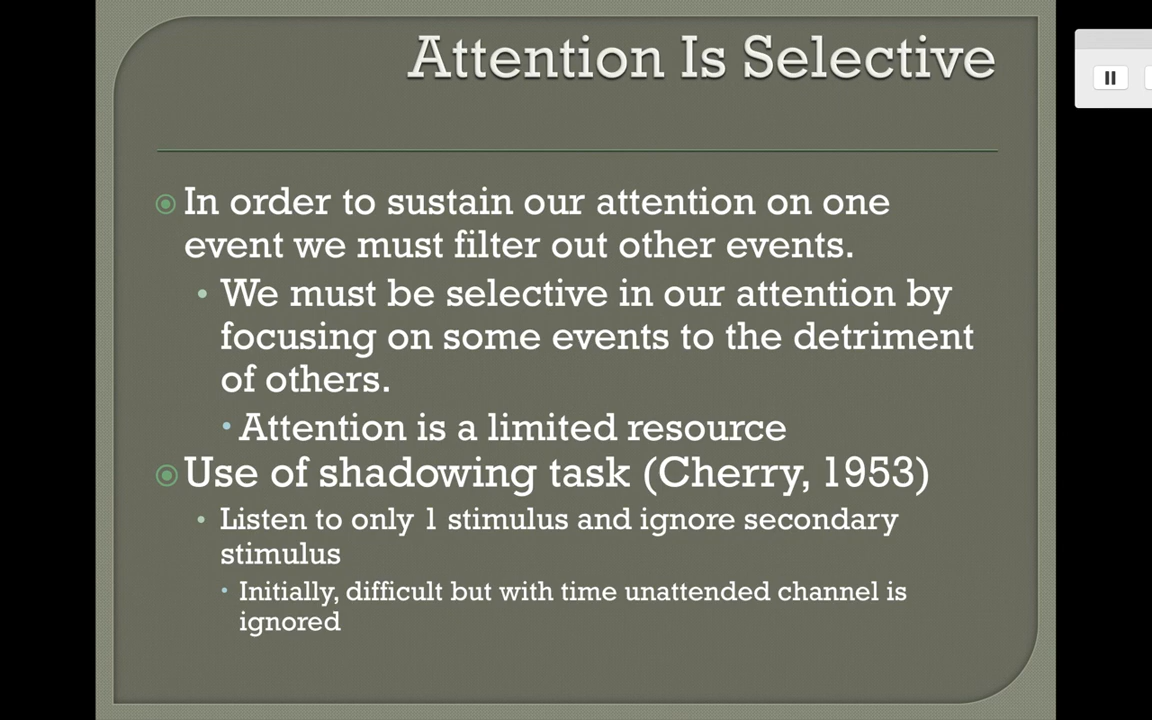 Attention Is Selective
In order to sustain our attention on one
event we must filter out other events.
We must be selective in our attention by
focusing on some events to the detriment
of others.
Attention is a limited resource
Use of shadowing task (Cherry, 1953)
Listen to only 1 stimulus and ignore secondary
stimulus
Initially, difficult but with time unattended channel is
ignored